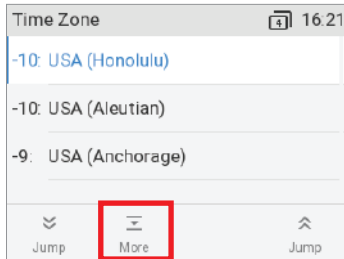 Time Zone 4 16:21
-10: USA (Honolulu)
-10: USA (Aleutian)
-9: USA (Anchorage)
Jump More Jump